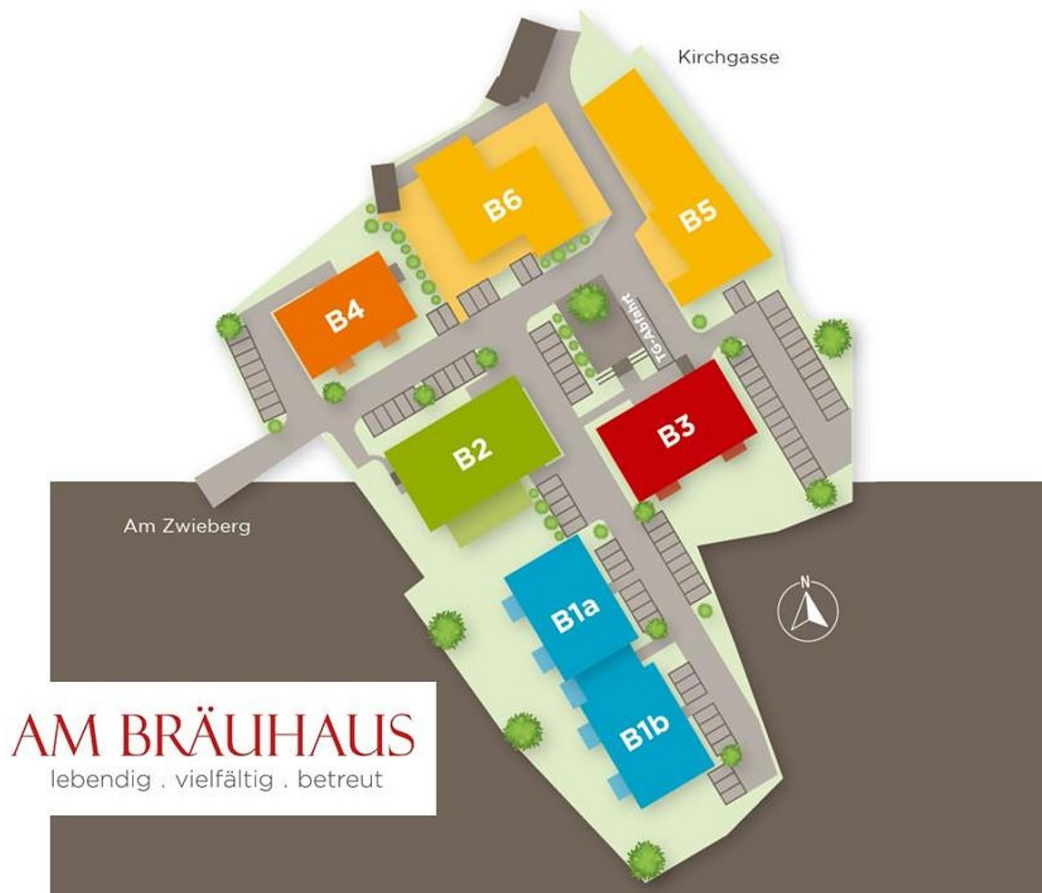 Kirchgasse
B6
B5
B4
TG-Abfahrt
B3
B2
Am Zwieberg
B1a
N
B1b
AM BRÄUHAUS
lebendig . vielfältig . betreut